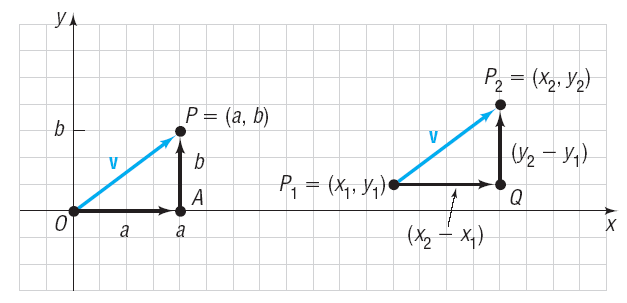 y
P₂ = (x₂, y₂)
P = (a, b)
b
v
v
b
(y₂ – y₁)
P₁ = (x₁, y₁)
A
Q
O
a
a
(x₂ – x₁)
x